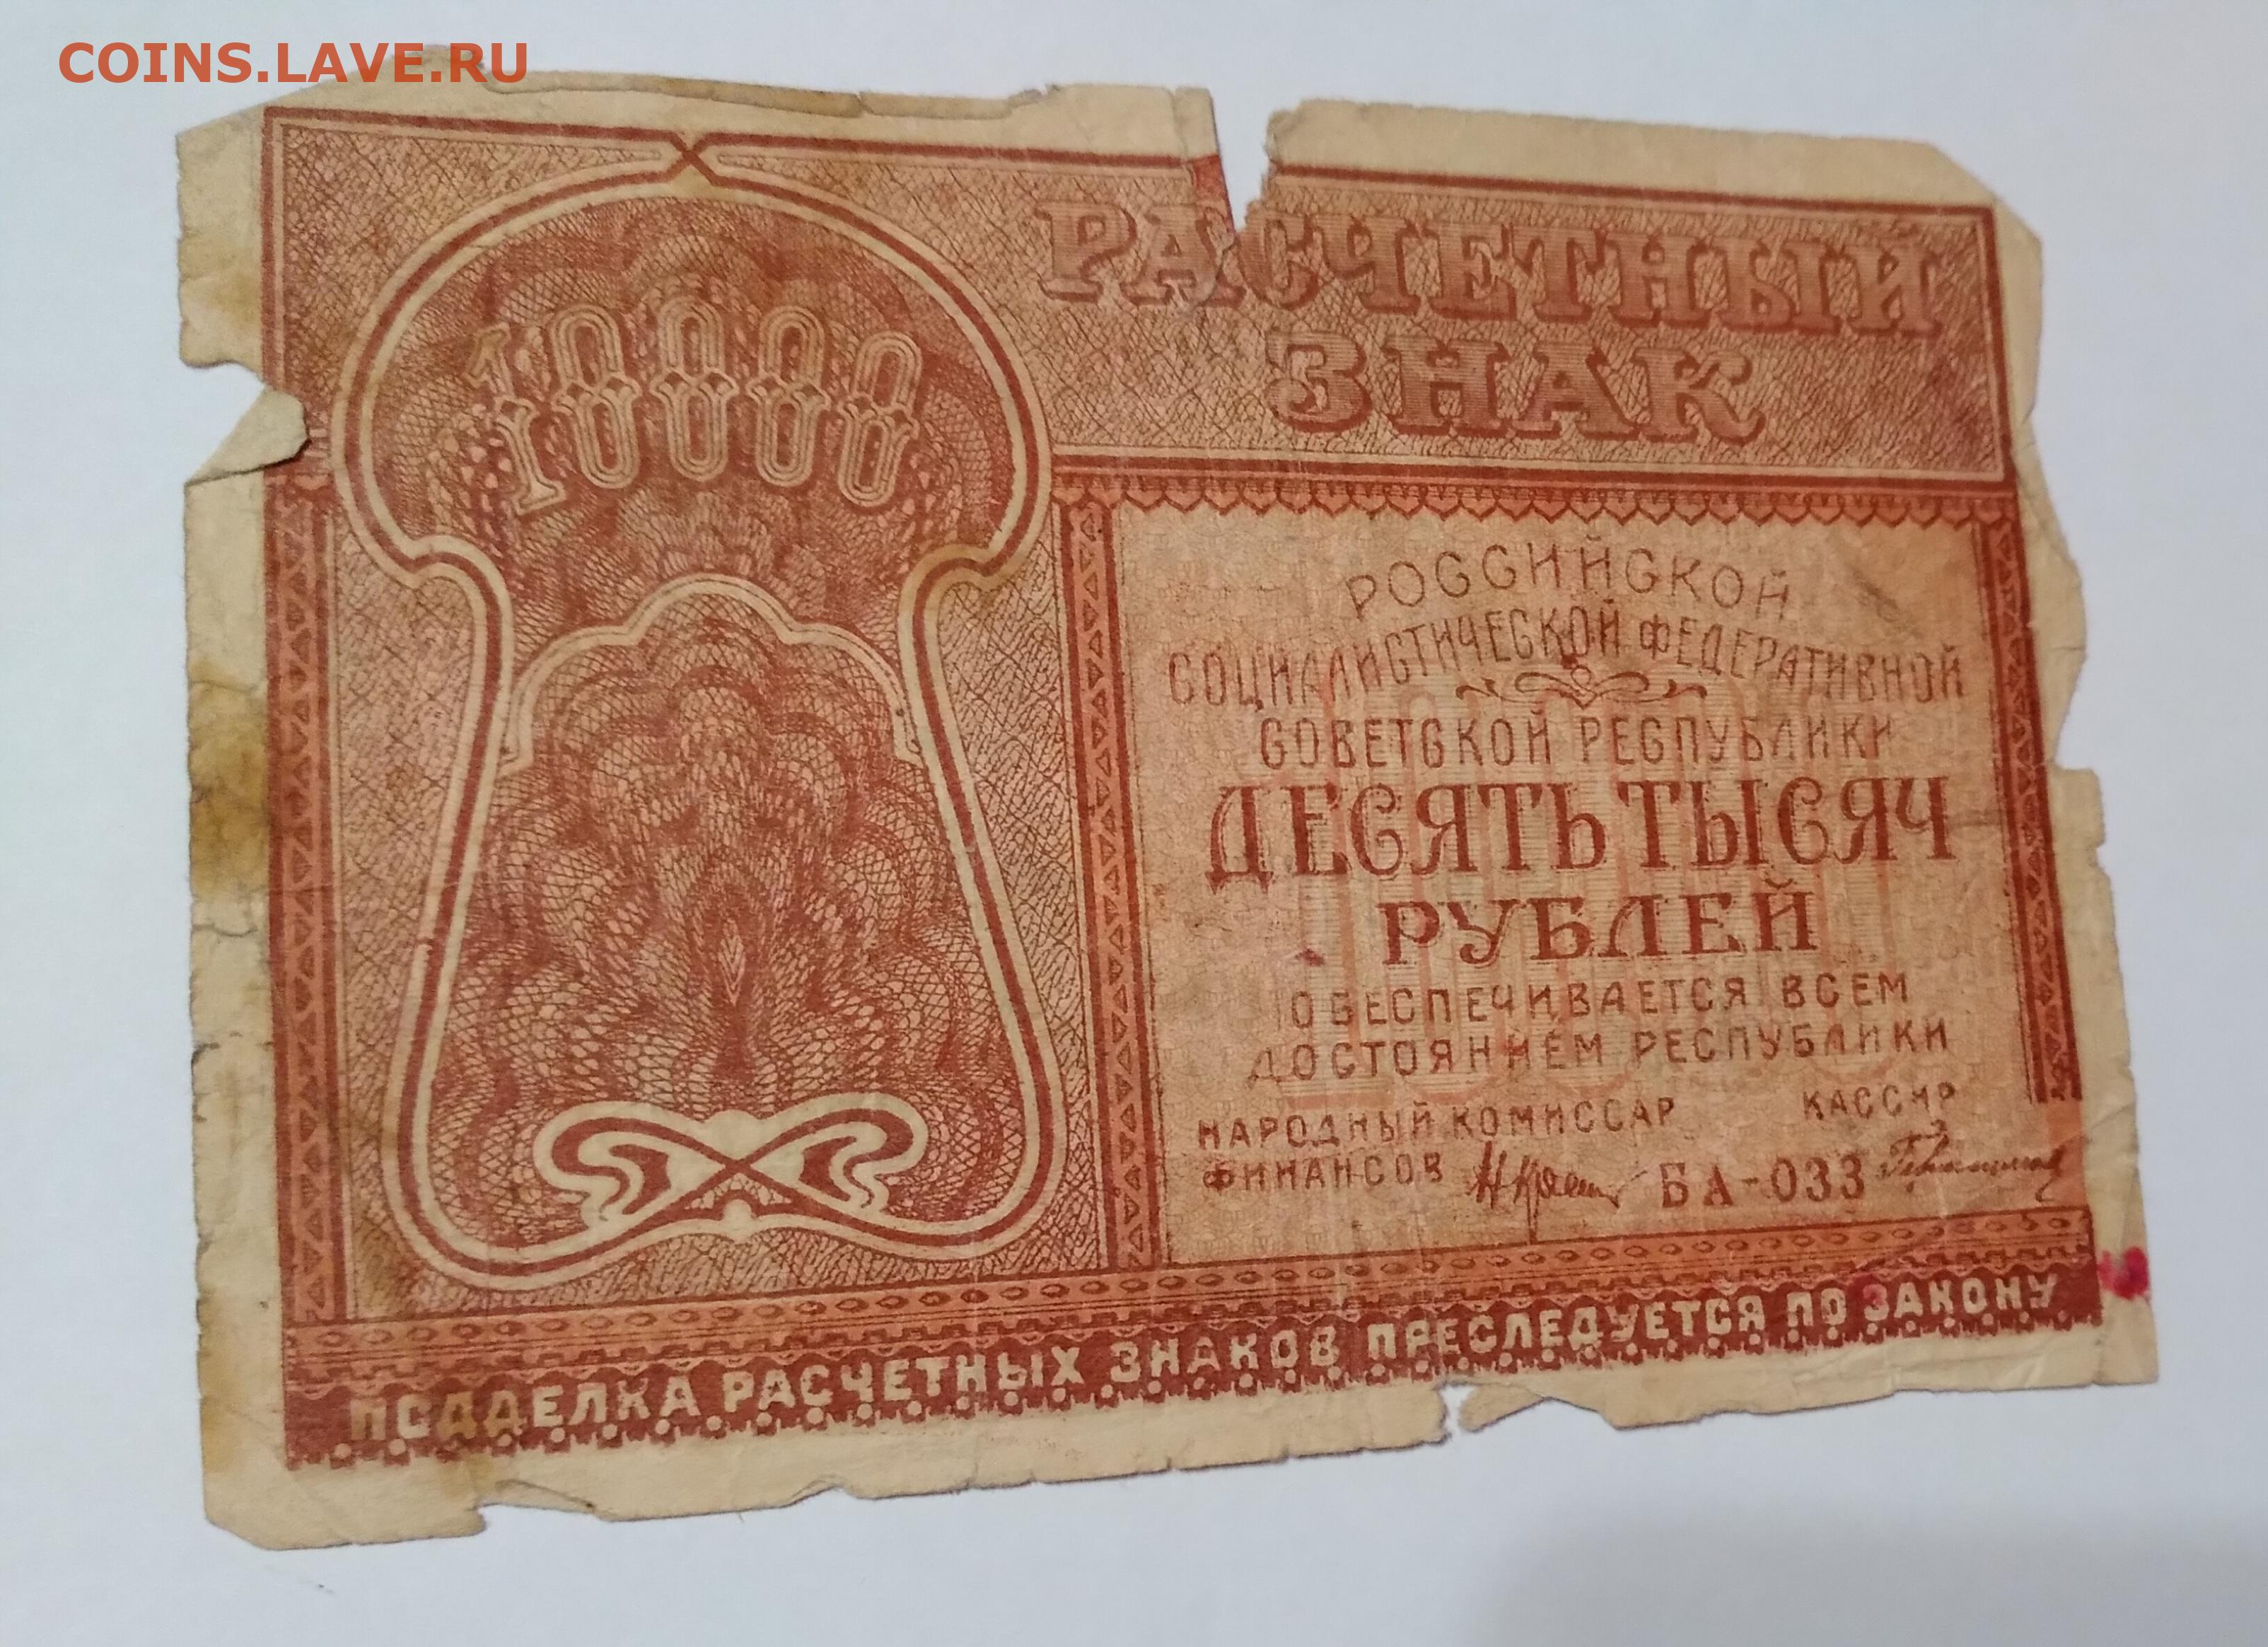 COINS.LAVE.RU
РАСЧЕТНЫЙ
ЗНАК
10000
10000
РОССИЙСКОЙ
СОЦИАЛИСТИЧЕСКОЙ ФЕДЕРАТИВНОЙ
СОВЕТСКОЙ РЕСПУБЛИКИ
ДЕСЯТЬ ТЫСЯЧ
РУБЛЕЙ
ОБЕСПЕЧИВАЕТСЯ ВСЕМ
ДОСТОЯНИЕМ РЕСПУБЛИКИ
НАРОДНЫЙ КОМИССАР КАССИР
ФИНАНСОВ БА-033
ПОДДЕЛКА РАСЧЕТНЫХ ЗНАКОВ ПРЕСЛЕДУЕТСЯ ПО ЗАКОНУ